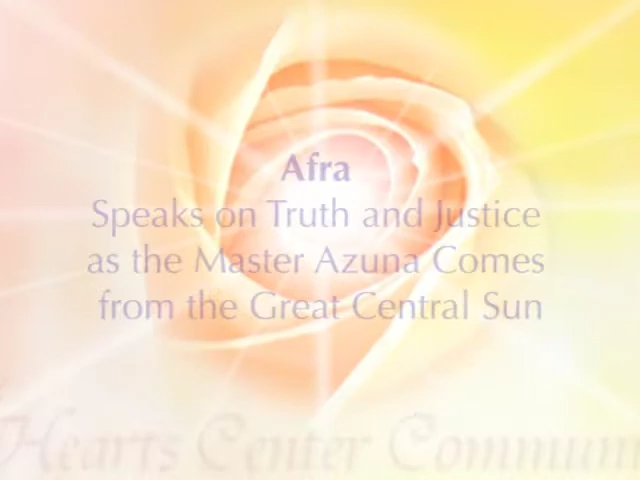 Afra
Speaks on Truth and Justice
as the Master Azuna Comes
from the Great Central Sun
Hearts Center Commun